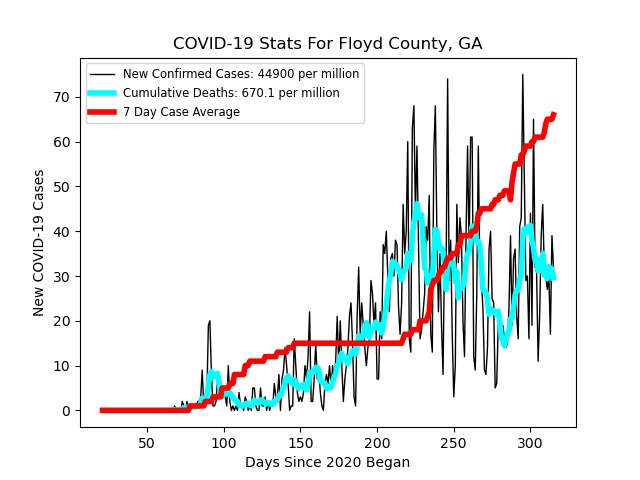 COVID-19 Stats For Floyd County, GA
New Confirmed Cases: 44900 per million
Cumulative Deaths: 670.1 per million
7 Day Case Average
70
60
50
40
30
20
10
0
New COVID-19 Cases
50 100 150 200 250 300
Days Since 2020 Began